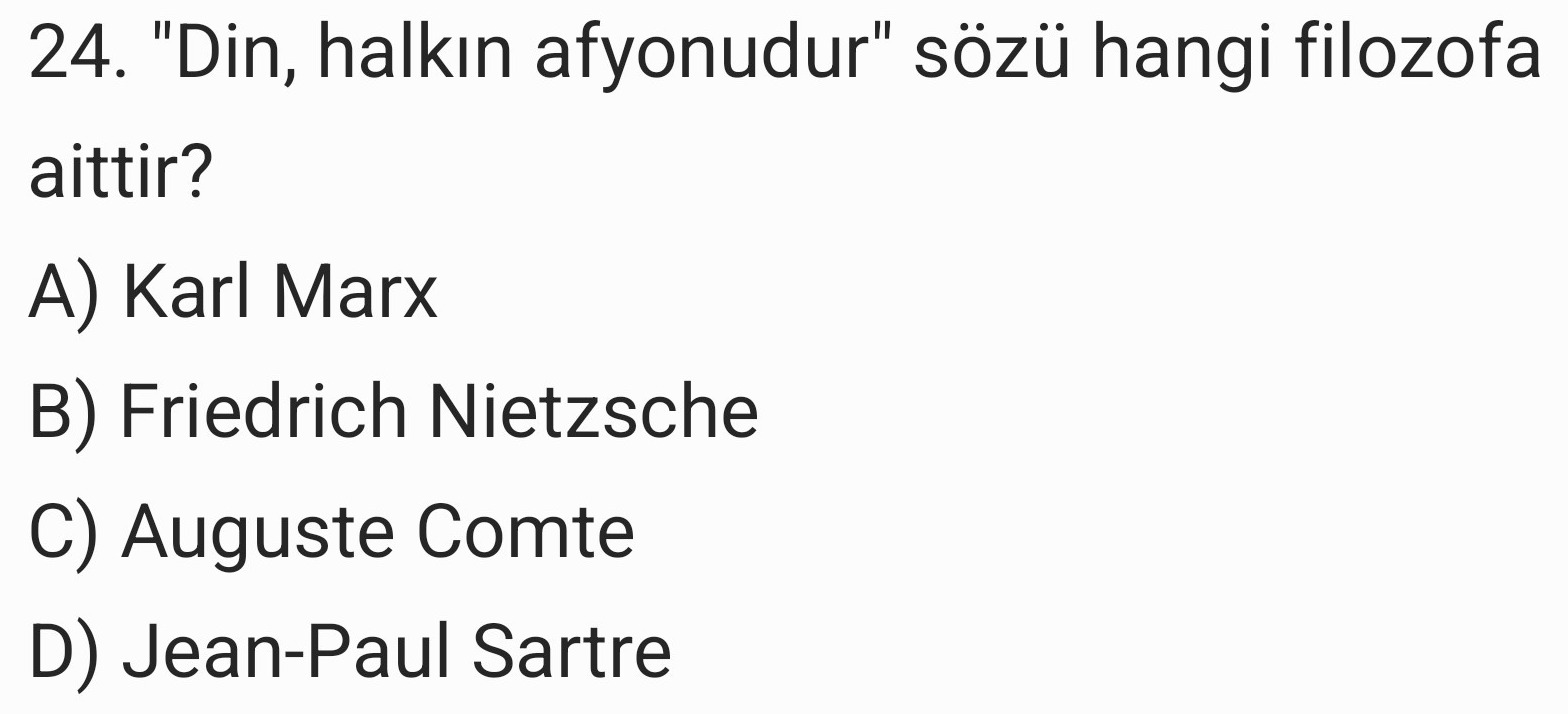 24. "Din, halkın afyonudur" sözü hangi filozofa
aittir?
A) Karl Marx
B) Friedrich Nietzsche
C) Auguste Comte
D) Jean-Paul Sartre